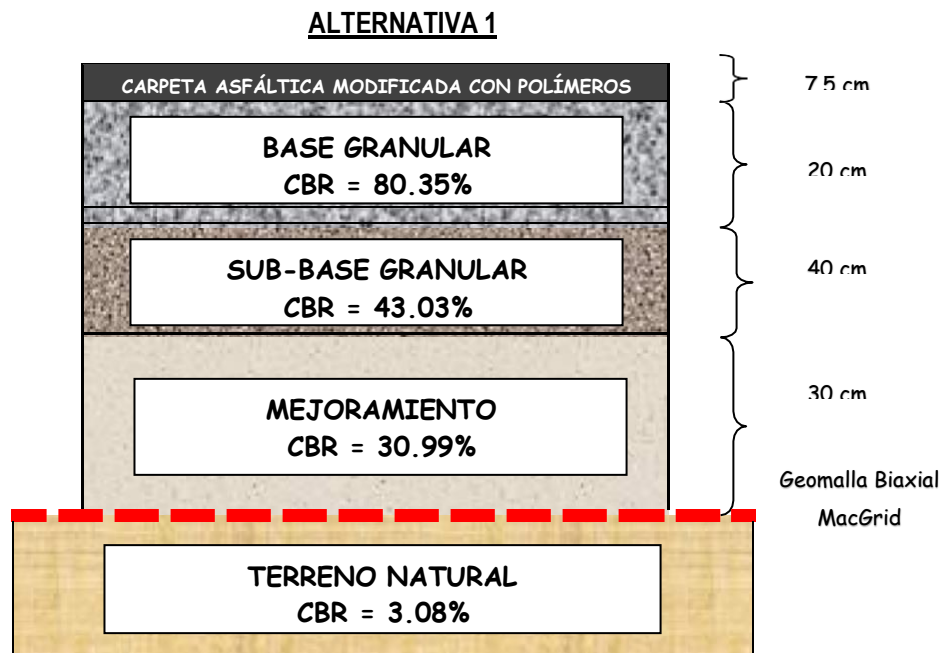 ALTERNATIVA 1
CARPETA ASFÁLTICA MODIFICADA CON POLÍMEROS
7.5 cm
BASE GRANULAR
CBR = 80.35%
20 cm
SUB-BASE GRANULAR
CBR = 43.03%
40 cm
MEJORAMIENTO
CBR = 30.99%
30 cm
Geomalla Biaxial
MacGrid
TERRENO NATURAL
CBR = 3.08%